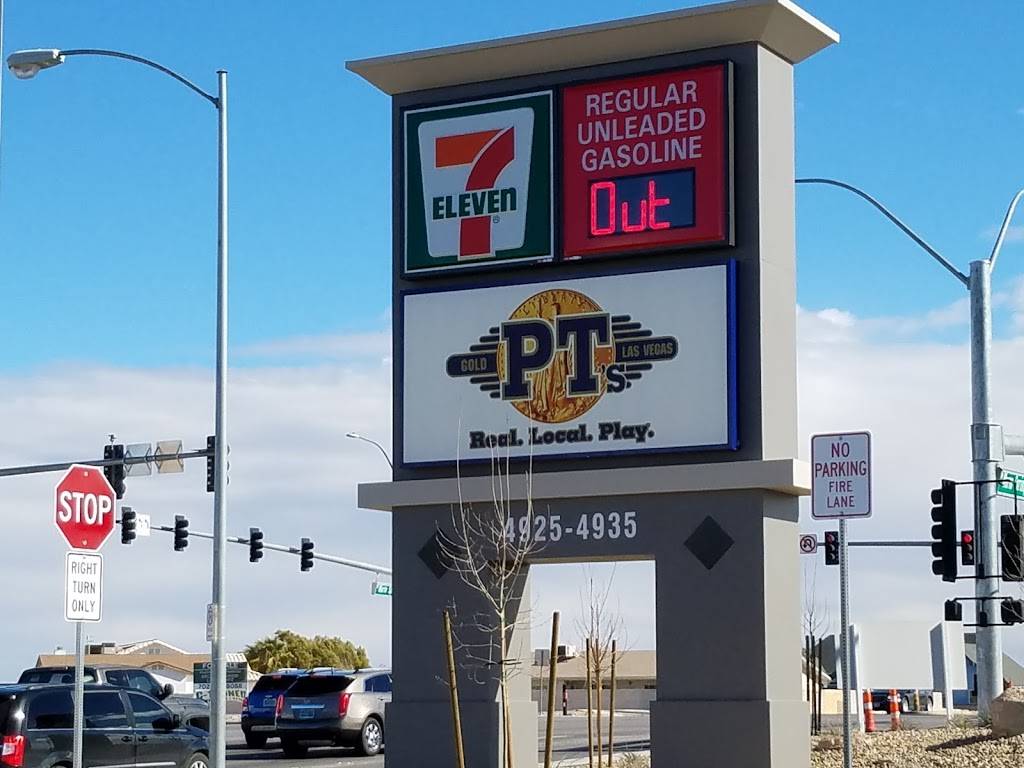 REGULAR
UNLEADED
GASOLINE
Out
7
ELEVEn
GOLD
PT's
LAS VEGAS
Real. Local. Play.
4925-4935
STOP
RIGHT
TURN
ONLY
NO
PARKING
FIRE
LANE